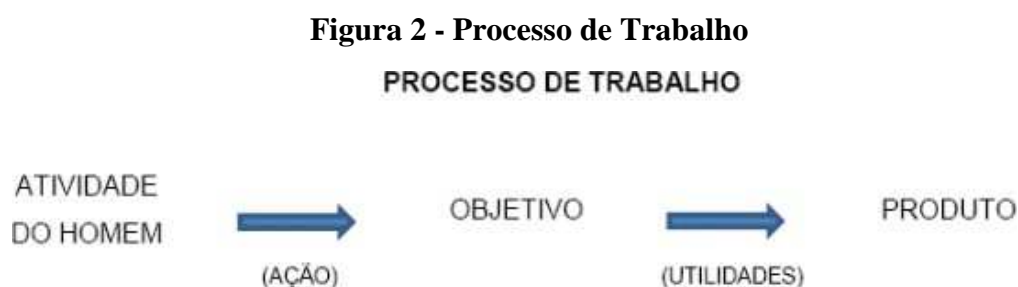 Figura 2 - Processo de Trabalho
PROCESSO DE TRABALHO
ATIVIDADE
DO HOMEM
(AÇÃO)
OBJETIVO
(UTILIDADES)
PRODUTO